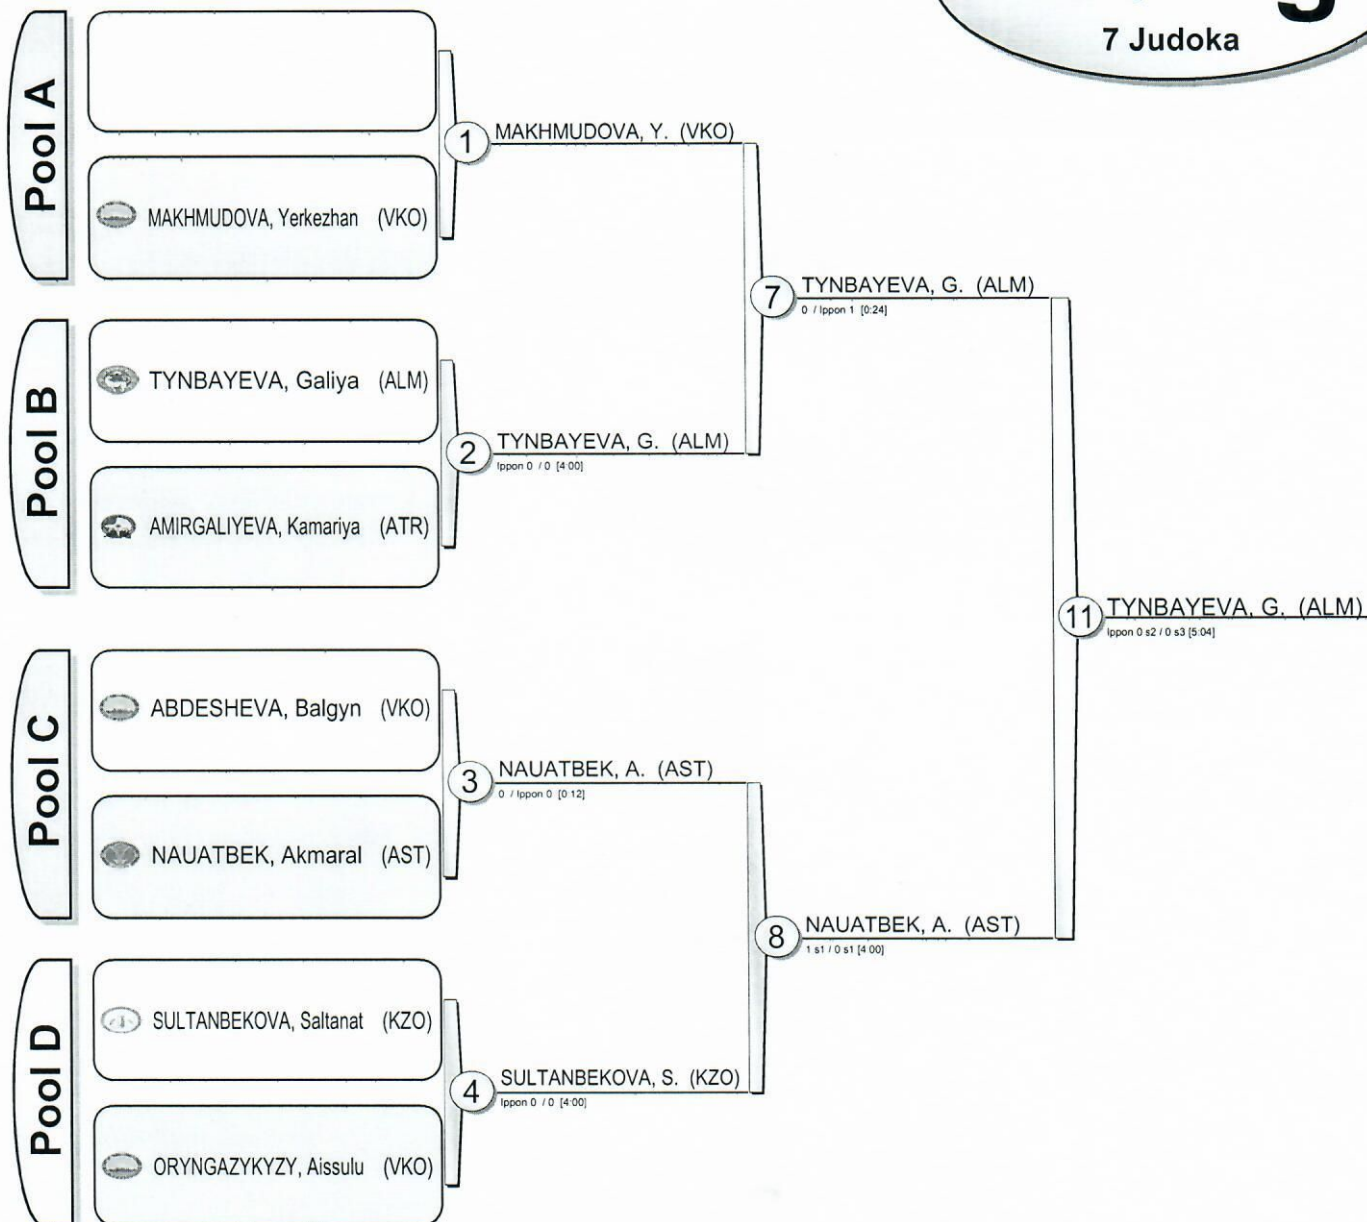 7 Judoka
Pool A
MAKHMUDOVA, Yerkezhan (VKO)
1 MAKHMUDOVA, Y. (VKO)
Pool B
TYNBAYEVA, Galiya (ALM)
AMIRGALIYEVA, Kamariya (ATR)
2 TYNBAYEVA, G. (ALM)
Ippon 0 / 0 [4:00]
7 TYNBAYEVA, G. (ALM)
0 / Ippon 1 [0:24]
Pool C
ABDESHEVA, Balgyn (VKO)
NAUATBEK, Akmaral (AST)
3 NAUATBEK, A. (AST)
0 / Ippon 0 [0:12]
Pool D
SULTANBEKOVA, Saltanat (KZO)
ORYNGAZYKYZY, Aissulu (VKO)
4 SULTANBEKOVA, S. (KZO)
Ippon 0 / 0 [4:00]
8 NAUATBEK, A. (AST)
1 s1 / 0 s1 [4:00]
11 TYNBAYEVA, G. (ALM)
Ippon 0 s2 / 0 s3 [5:04]